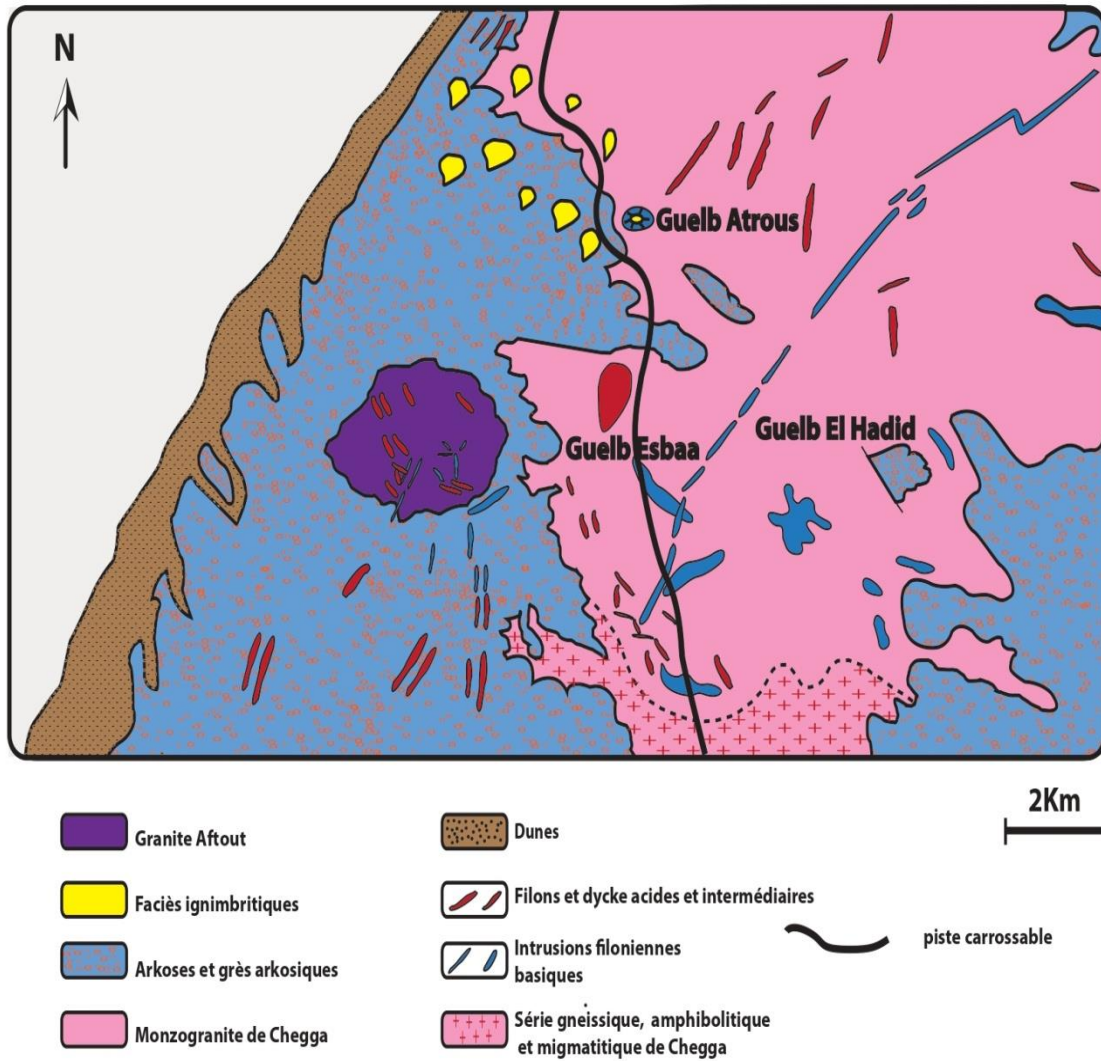 N
Guelb Atrous
Guelb Esbaa
Guelb El Hadid
2Km
Granite Aftout
Faciès ignimbritiques
Arkoses et grès arkosiques
Monzogranite de Chegga
Dunes
Filons et dycke acides et intermédiaires
Intrusions filoniennes
basiques
Série gneissique, amphibolitique
et migmatitique de Chegga
piste carrossable